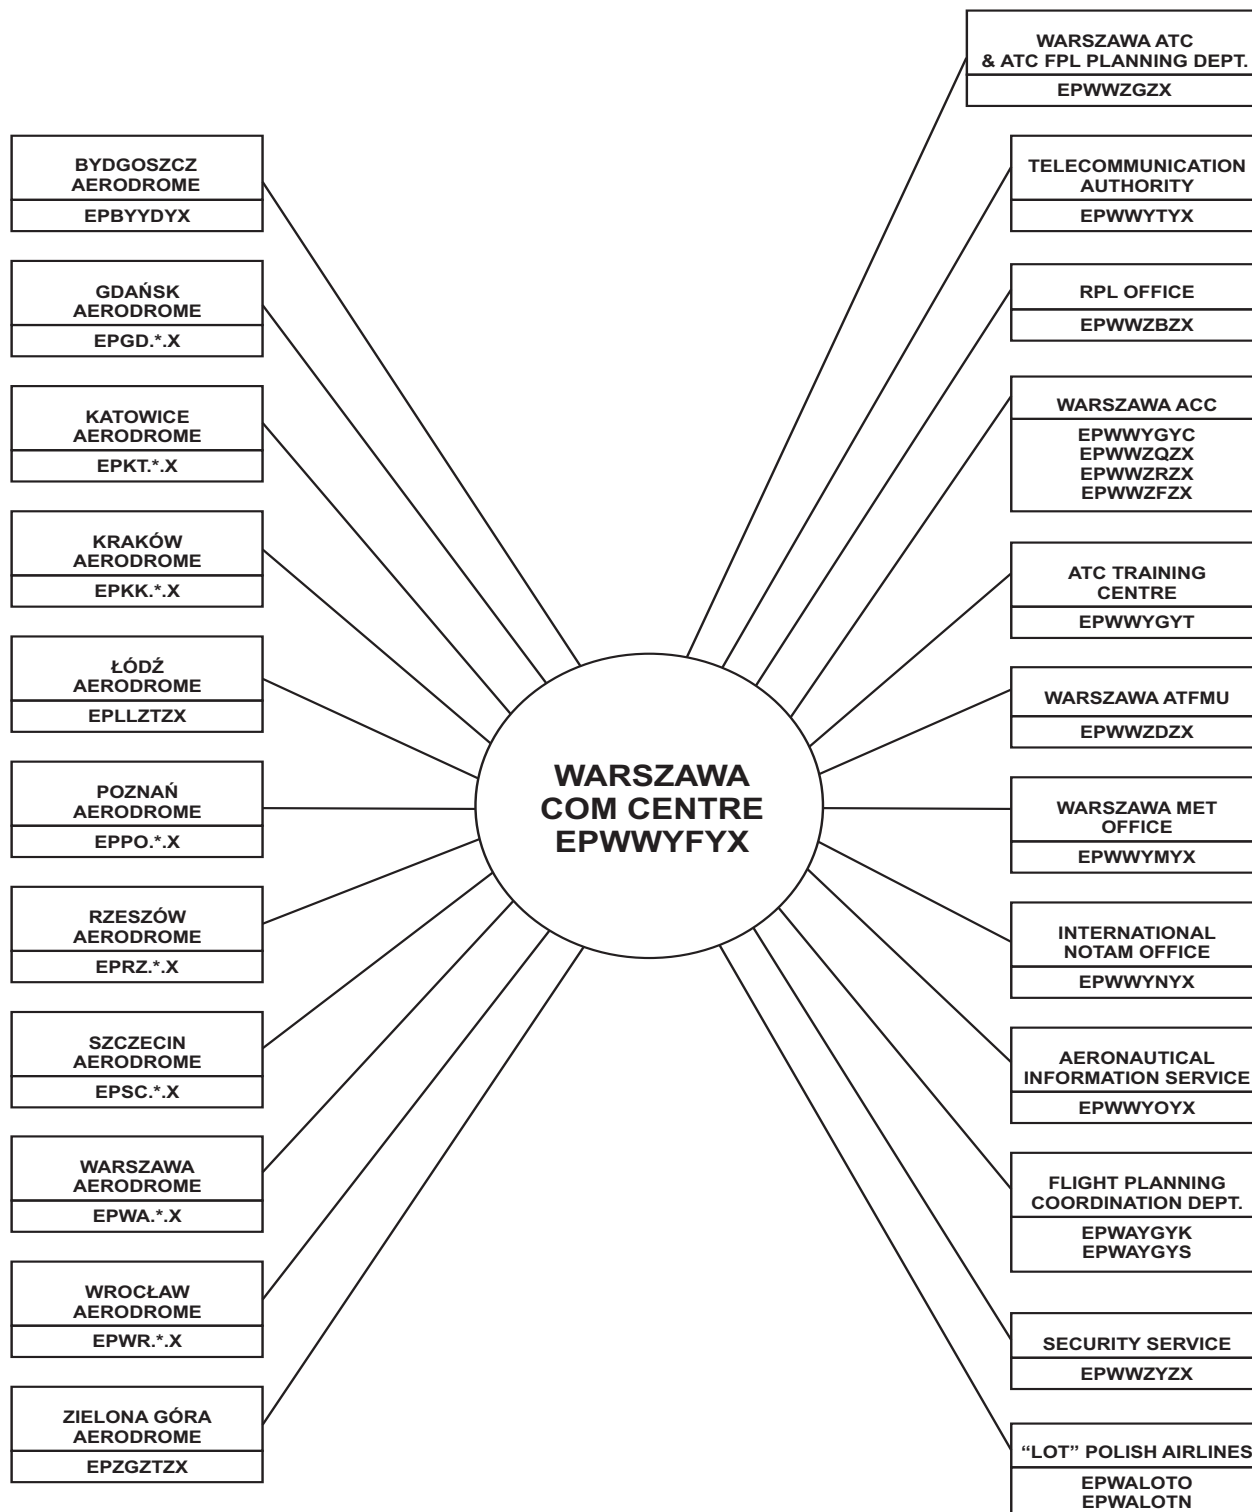 BYDGOSZCZ
AERODROME
EPBYYDYX
GDAŃSK
AERODROME
EPGD.*.X
KATOWICE
AERODROME
EPKT.*.X
KRAKÓW
AERODROME
EPKK.*.X
ŁÓDŹ
AERODROME
EPLLZTZX
POZNAŃ
AERODROME
EPPO.*.X
RZESZÓW
AERODROME
EPRZ.*.X
SZCZECIN
AERODROME
EPSC.*.X
WARSZAWA
AERODROME
EPWA.*.X
WROCŁAW
AERODROME
EPWR.*.X
ZIELONA GÓRA
AERODROME
EPZGZTZX
WARSZAWA
COM CENTRE
EPWWYFYX
WARSZAWA ATC
& ATC FPL PLANNING DEPT.
EPWWZGZX
TELECOMMUNICATION
AUTHORITY
EPWWYTYX
RPL OFFICE
EPWWZBZX
WARSZAWA ACC
EPWWYGYC
EPWWZQZX
EPWWZRZX
EPWWZFZX
ATC TRAINING
CENTRE
EPWWYGYT
WARSZAWA ATFMU
EPWWZDZX
WARSZAWA MET
OFFICE
EPWWYMYX
INTERNATIONAL
NOTAM OFFICE
EPWWYNYX
AERONAUTICAL
INFORMATION SERVICE
EPWWYOYX
FLIGHT PLANNING
COORDINATION DEPT.
EPWAYGYK
EPWAYGYS
SECURITY SERVICE
EPWWZYZX
“LOT” POLISH AIRLINES
EPWALOTO
EPWALOTN